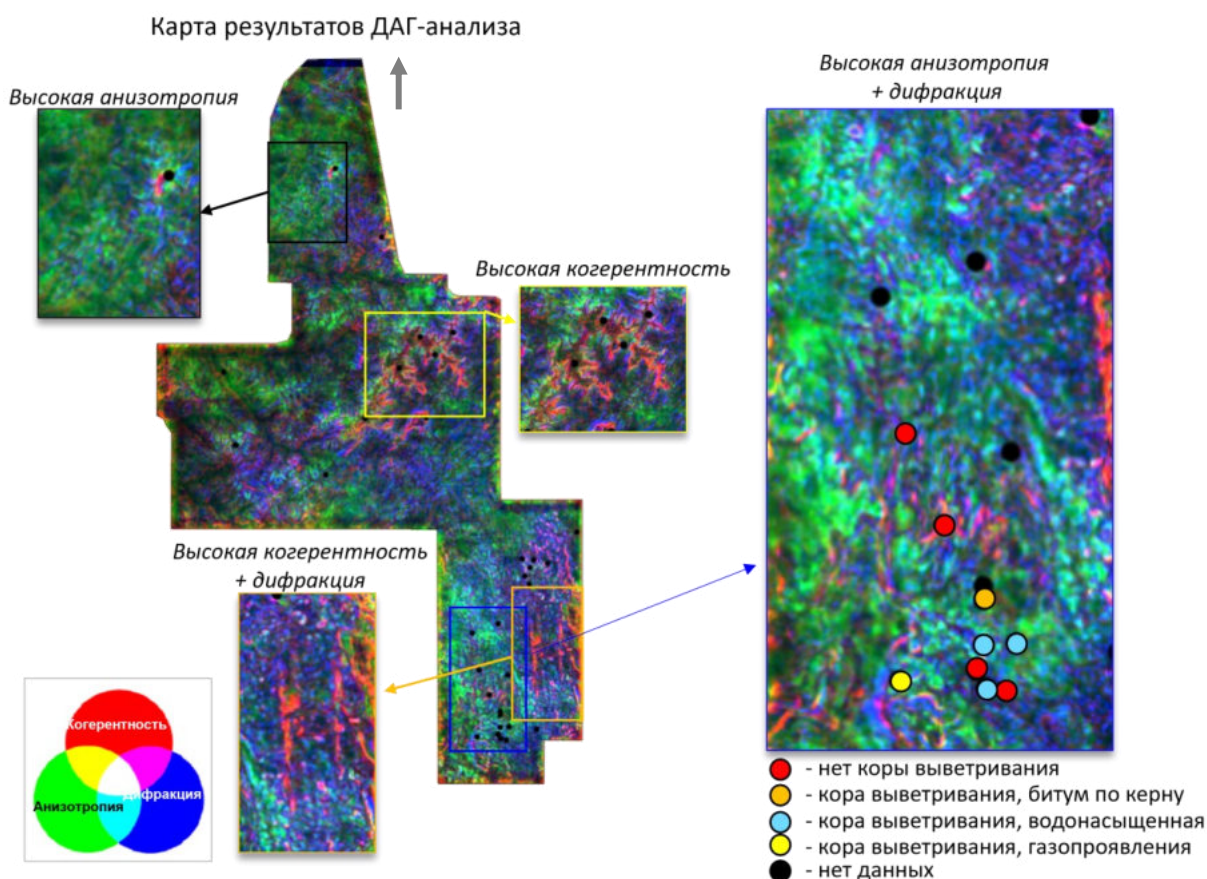 Карта результатов ДАГ-анализа
Высокая анизотропия
Высокая анизотропия
+ дифракция
Высокая когерентность
Высокая когерентность
+ дифракция
Когерентность
Анизотропия
Дифракция
- нет коры выветривания
- кора выветривания, битум по керну
- кора выветривания, водонасыщенная
- кора выветривания, газопроявления
- нет данных